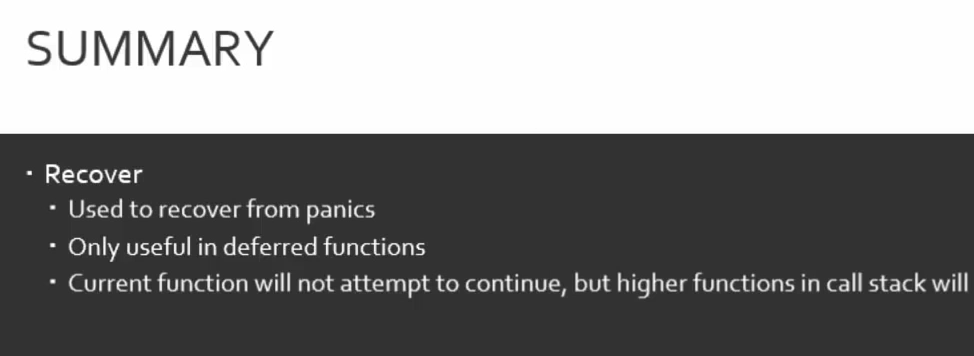 SUMMARY
▪ Recover
▪ Used to recover from panics
▪ Only useful in deferred functions
▪ Current function will not attempt to continue, but higher functions in call stack will